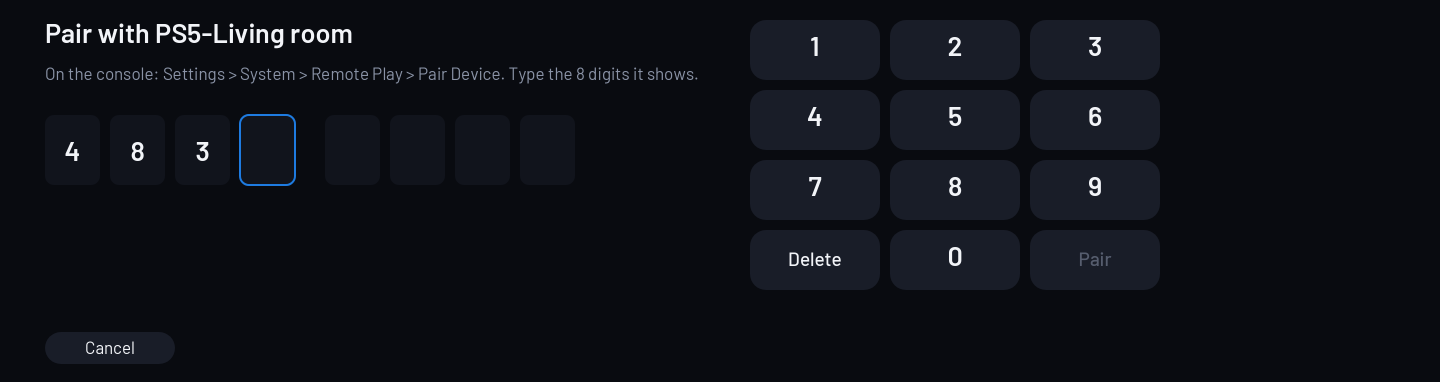 Pair with PS5-Living room
On the console: Settings > System > Remote Play > Pair Device. Type the 8 digits it shows.
4 8 3
1 2 3
4 5 6
7 8 9
Delete 0 Pair
Cancel